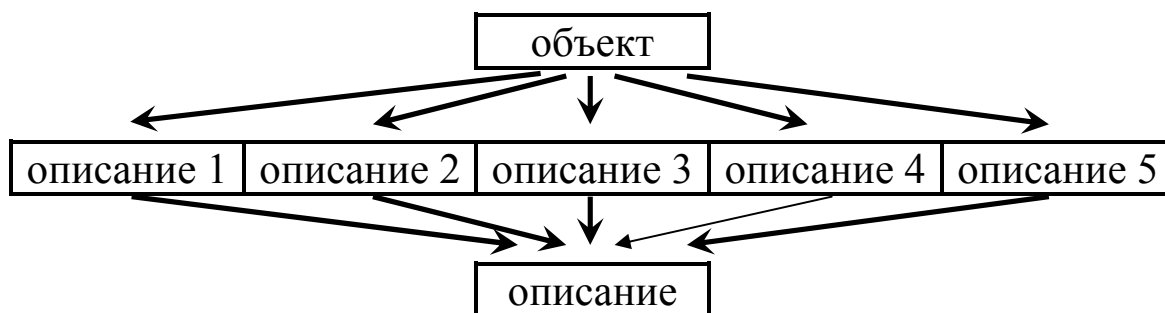 объект
описание 1 описание 2 описание 3 описание 4 описание 5
описание